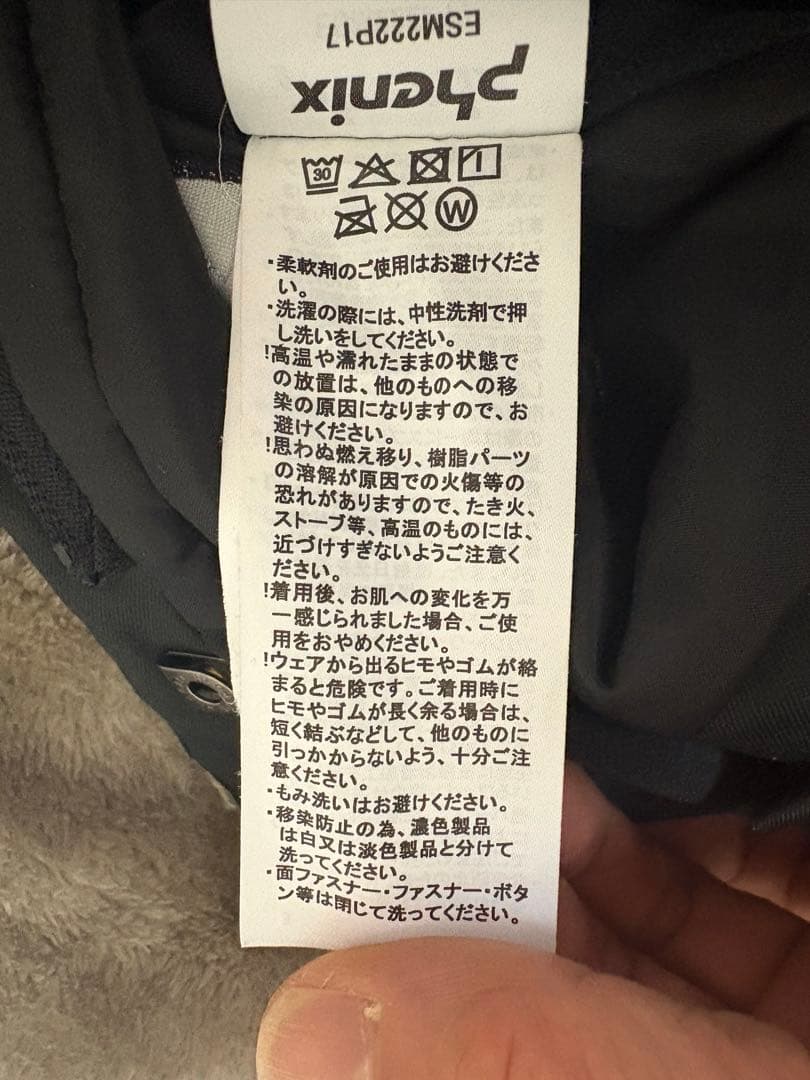 ESM222P17
phenix
30
W
・柔軟剤のご使用はお避けくださ
い。
・洗濯の際には、中性洗剤で押
し洗いをしてください。
!高温や濡れたままの状態で
の放置は、他のものへの移
染の原因になりますので、お
避けください。
!思わぬ燃え移り、樹脂パーツ
の溶解が原因での火傷等の
恐れがありますので、たき火、
ストーブ等、高温のものには、
近づけすぎないようご注意く
ださい。
!着用後、お肌への変化を万
一感じられました場合、ご使
用をおやめください。
!ウェアから出るヒモやゴムが絡
まると危険です。ご着用時に
ヒモやゴムが長く余る場合は、
短く結ぶなどして、他のものに
引っかからないよう、十分ご注
意ください。
・もみ洗いはお避けください。
・移染防止の為、濃色製品
は白又は淡色製品と分けて
洗ってください。
・面ファスナー・ファスナー・ボタ
ン等は閉じて洗ってください。